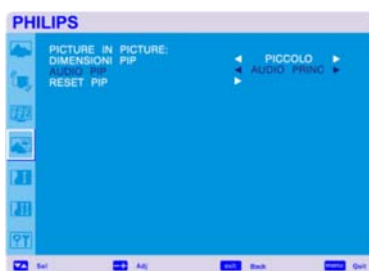 PHILIPS
PICTURE IN PICTURE:
DIMENSIONI PIP PICCOLO
AUDIO PIP AUDIO PRINC
RESET PIP
Sel Adj exit Back menu Quit